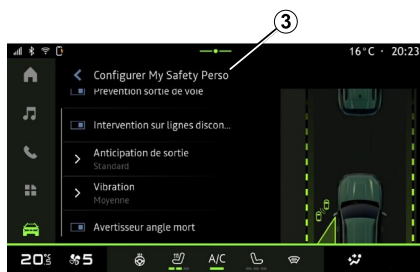 3
16°C · 20:23
Configurer My Safety Perso
Prévention sortie de voie
Intervention sur lignes discon...
Anticipation de sortie
Standard
Vibration
Moyenne
Avertisseur angle mort
5
A/C